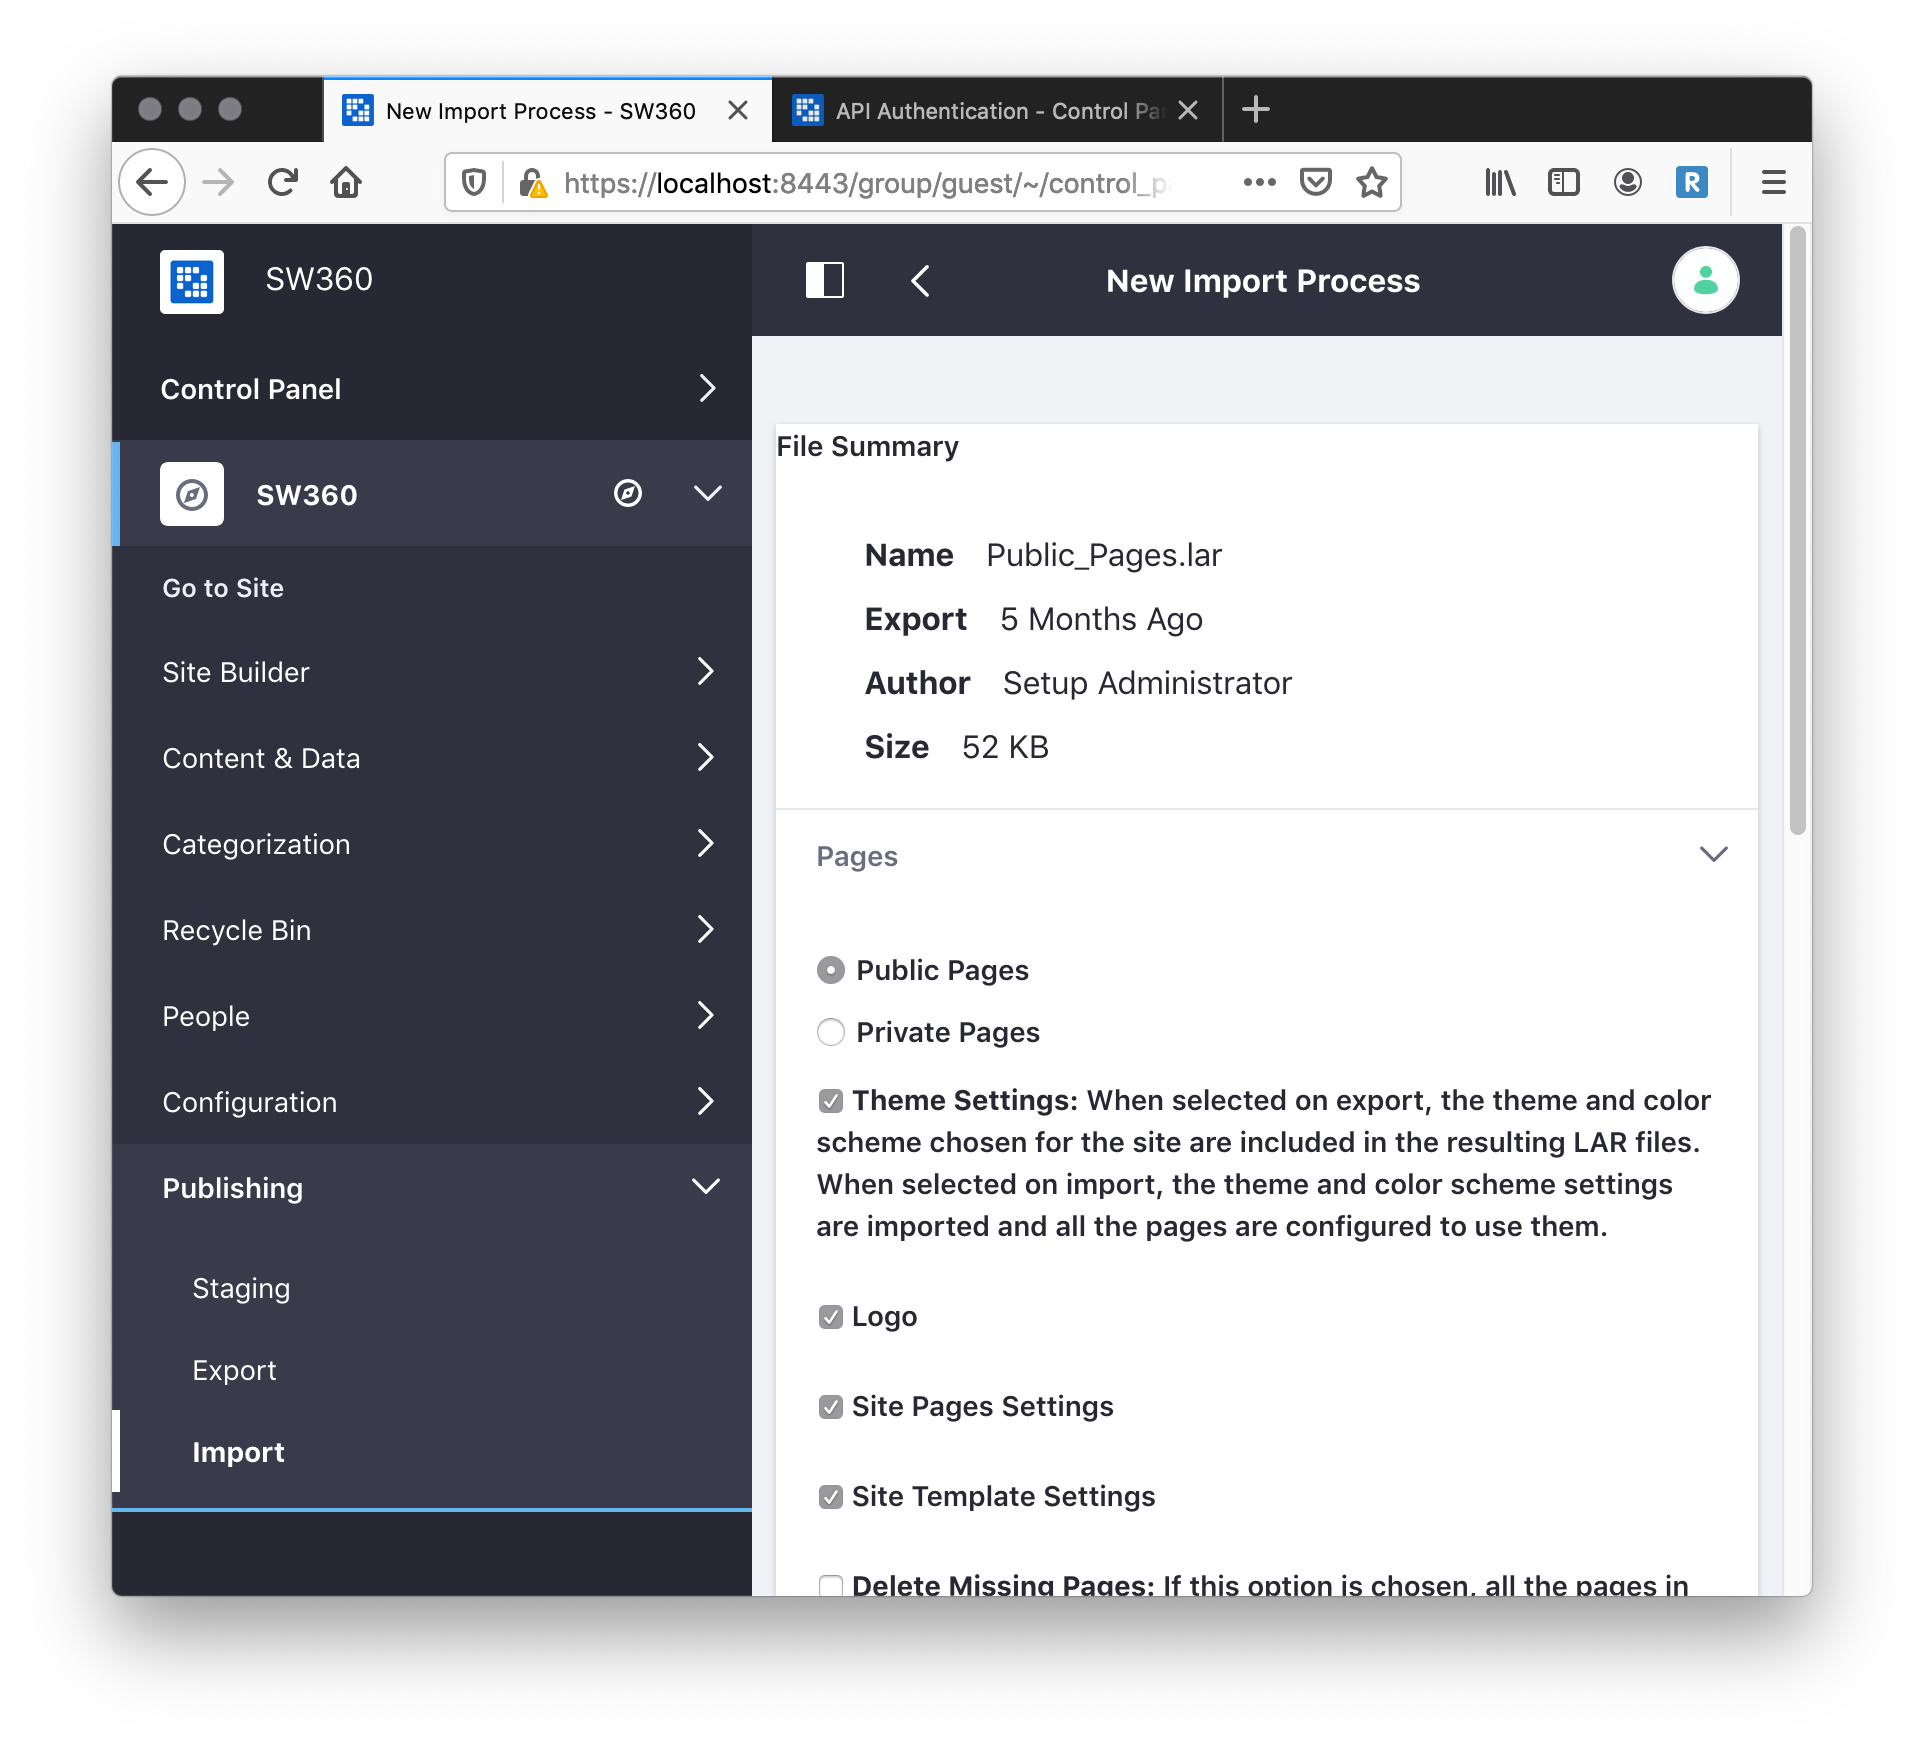 New Import Process - SW360
API Authentication - Control Pa
https://localhost:8443/group/guest/~/control_p
R
SW360
New Import Process
Control Panel
SW360
Go to Site
Site Builder
Content & Data
Categorization
Recycle Bin
People
Configuration
Publishing
Staging
Export
Import
File Summary
Name Public_Pages.lar
Export 5 Months Ago
Author Setup Administrator
Size 52 KB
Pages
Public Pages
Private Pages
Theme Settings: When selected on export, the theme and color
scheme chosen for the site are included in the resulting LAR files.
When selected on import, the theme and color scheme settings
are imported and all the pages are configured to use them.
Logo
Site Pages Settings
Site Template Settings
Delete Missing Pages: If this option is chosen, all the pages in